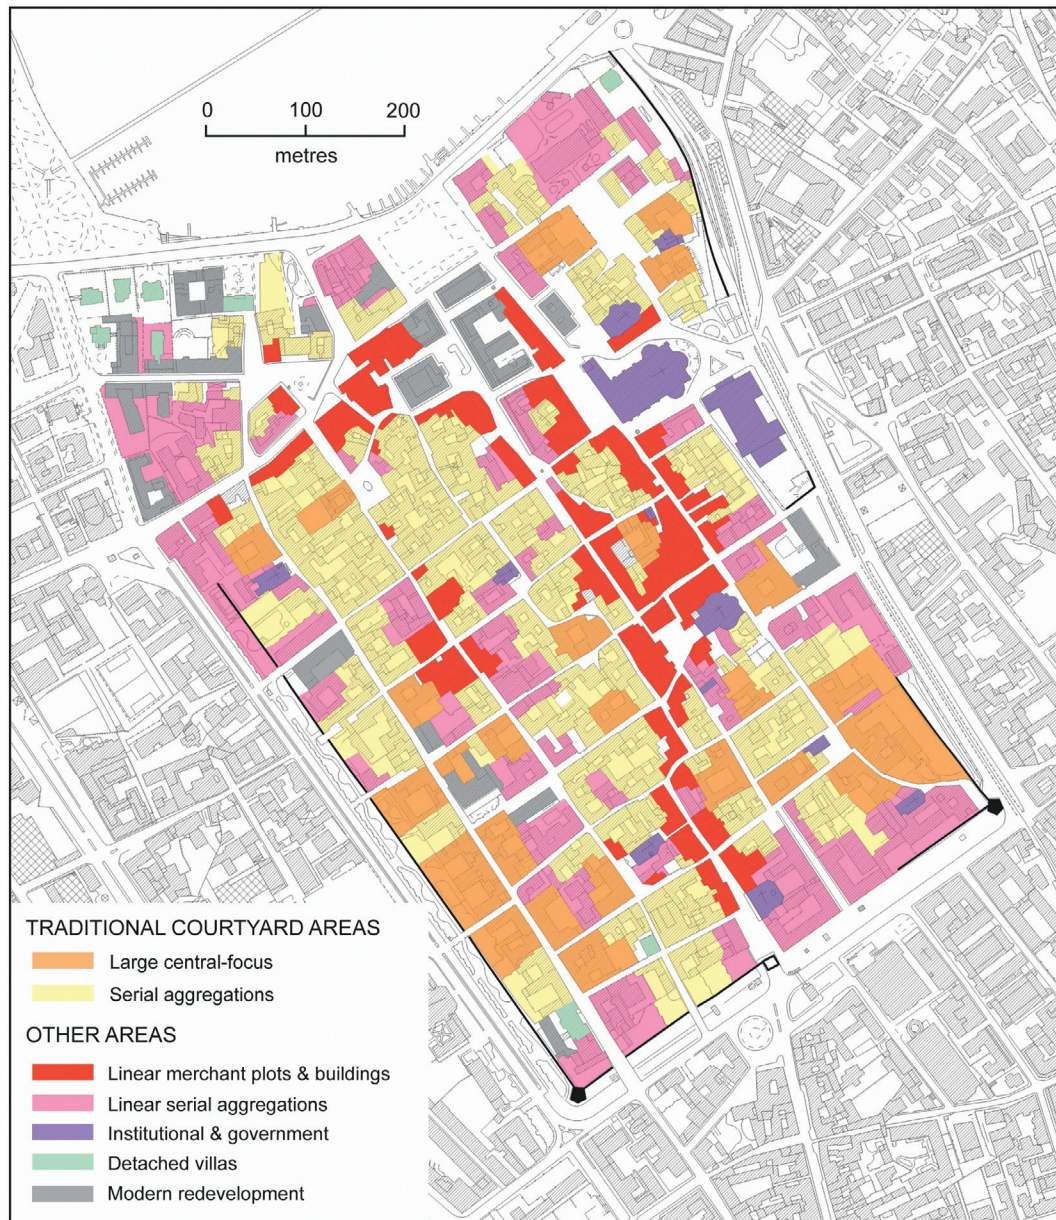 0 100 200
metres
TRADITIONAL COURTYARD AREAS
Large central-focus
Serial aggregations
OTHER AREAS
Linear merchant plots & buildings
Linear serial aggregations
Institutional & government
Detached villas
Modern redevelopment